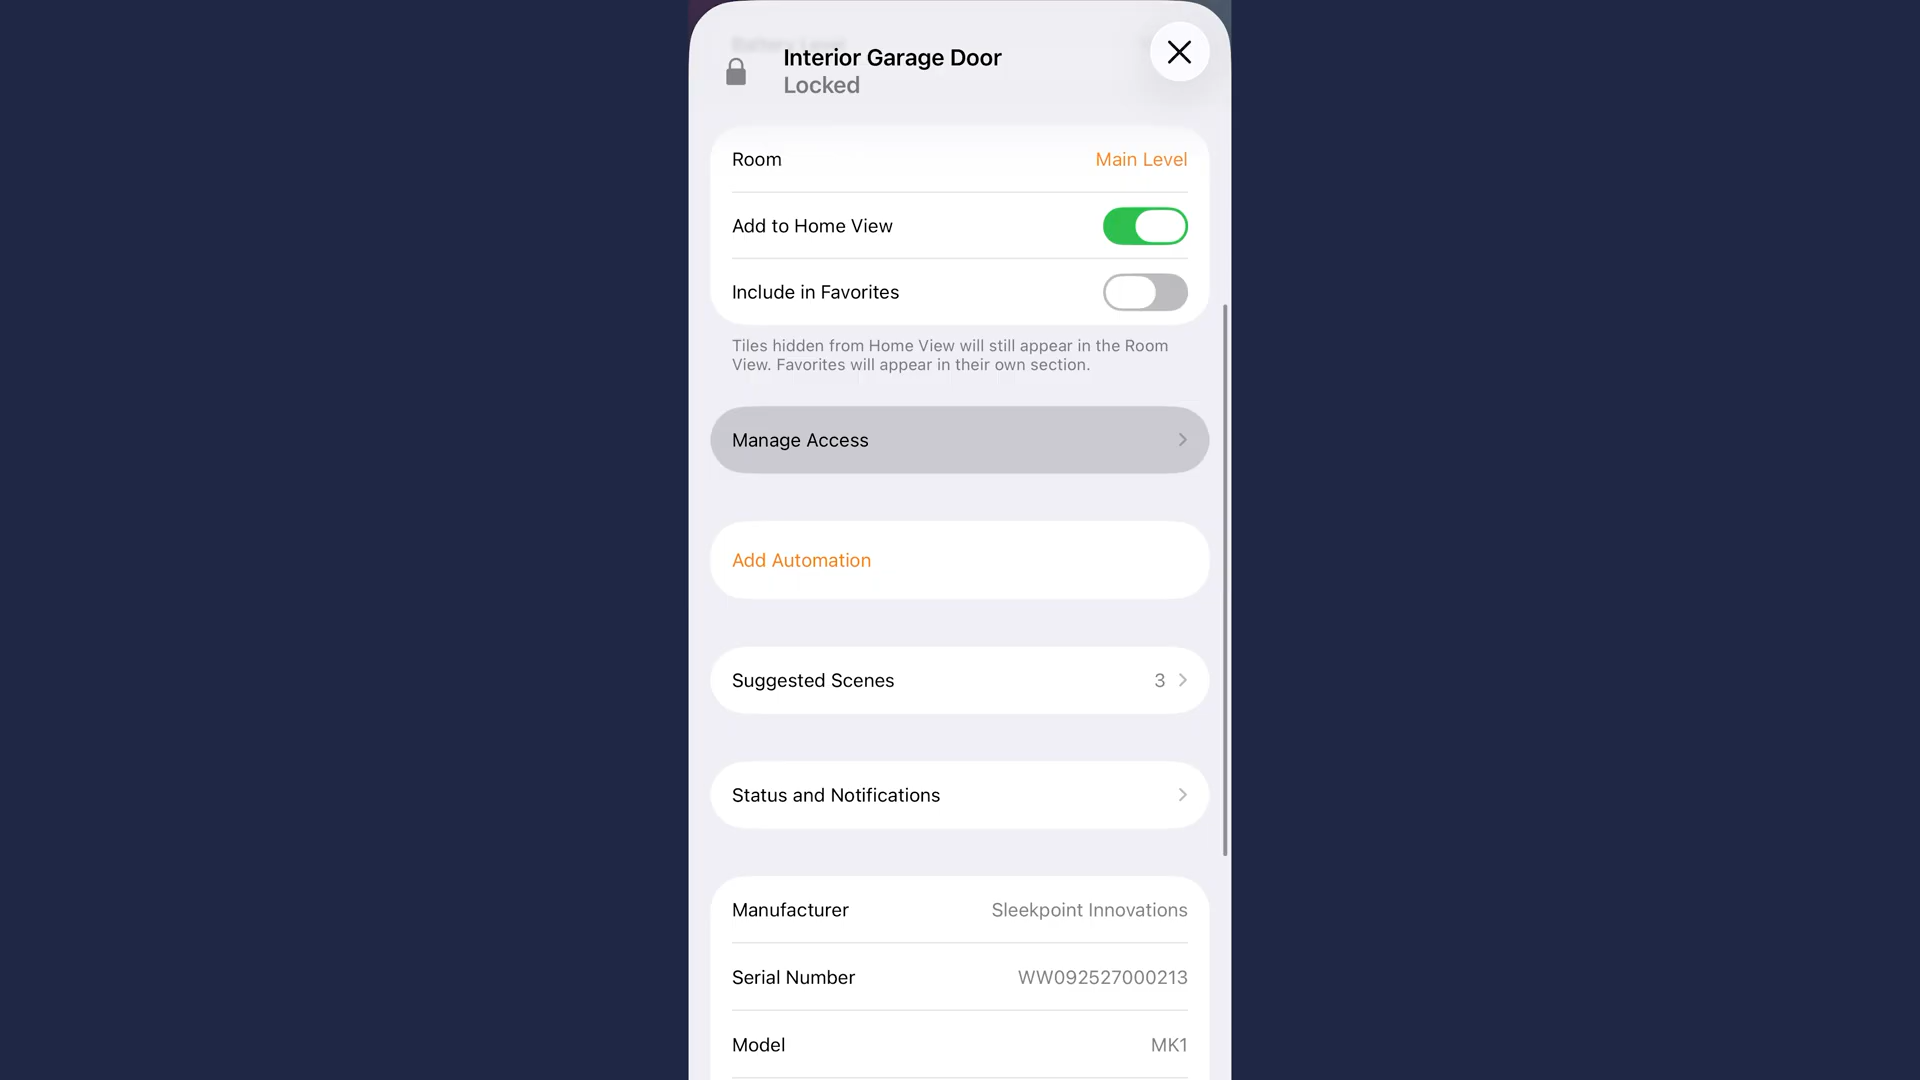 Interior Garage Door
Locked
Room
Main Level
Add to Home View
Include in Favorites
Tiles hidden from Home View will still appear in the Room
View. Favorites will appear in their own section.
Manage Access
Add Automation
Suggested Scenes
3
Status and Notifications
Manufacturer
Sleekpoint Innovations
Serial Number
WW092527000213
Model
MK1